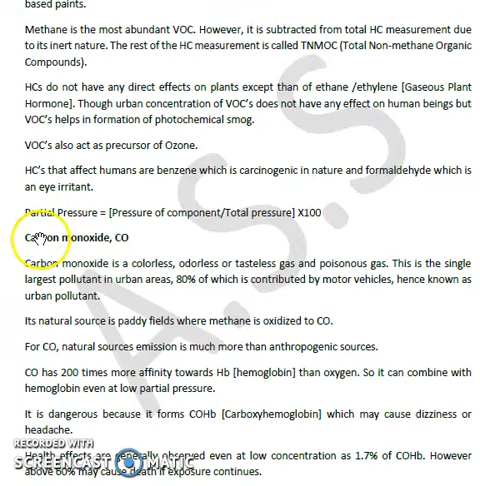 based paints.
Methane is the most abundant VOC. However, it is subtracted from total HC measurement due
to its inert nature. The rest of the HC measurement is called TNMOC (Total Non-methane Organic
Compounds).
HCs do not have any direct effects on plants except than of ethane /ethylene [Gaseous Plant
Hormone]. Though urban concentration of VOC's does not have any effect on human beings but
VOC's helps in formation of photochemical smog.
VOC's also act as precursor of Ozone.
HC's that affect humans are benzene which is carcinogenic in nature and formaldehyde which is
an eye irritant.
Partial Pressure = [Pressure of component/Total pressure] X100
Carbon monoxide, CO
Carbon monoxide is a colorless, odorless or tasteless gas and poisonous gas. This is the single
largest pollutant in urban areas, 80% of which is contributed by motor vehicles, hence known as
urban pollutant.
Its natural source is paddy fields where methane is oxidized to CO.
For CO, natural sources emission is much more than anthropogenic sources.
CO has 200 times more affinity towards Hb [hemoglobin] than oxygen. So it can combine with
hemoglobin even at low partial pressure.
It is dangerous because it forms COHb [Carboxyhemoglobin] which may cause dizziness or
headache.
Health effects are generally observed even at low concentration as 1.7% of COHb. However
above 60% may cause death if exposure continues.
A.S.S
RECORDED WITH
SCREENCAST MATIC